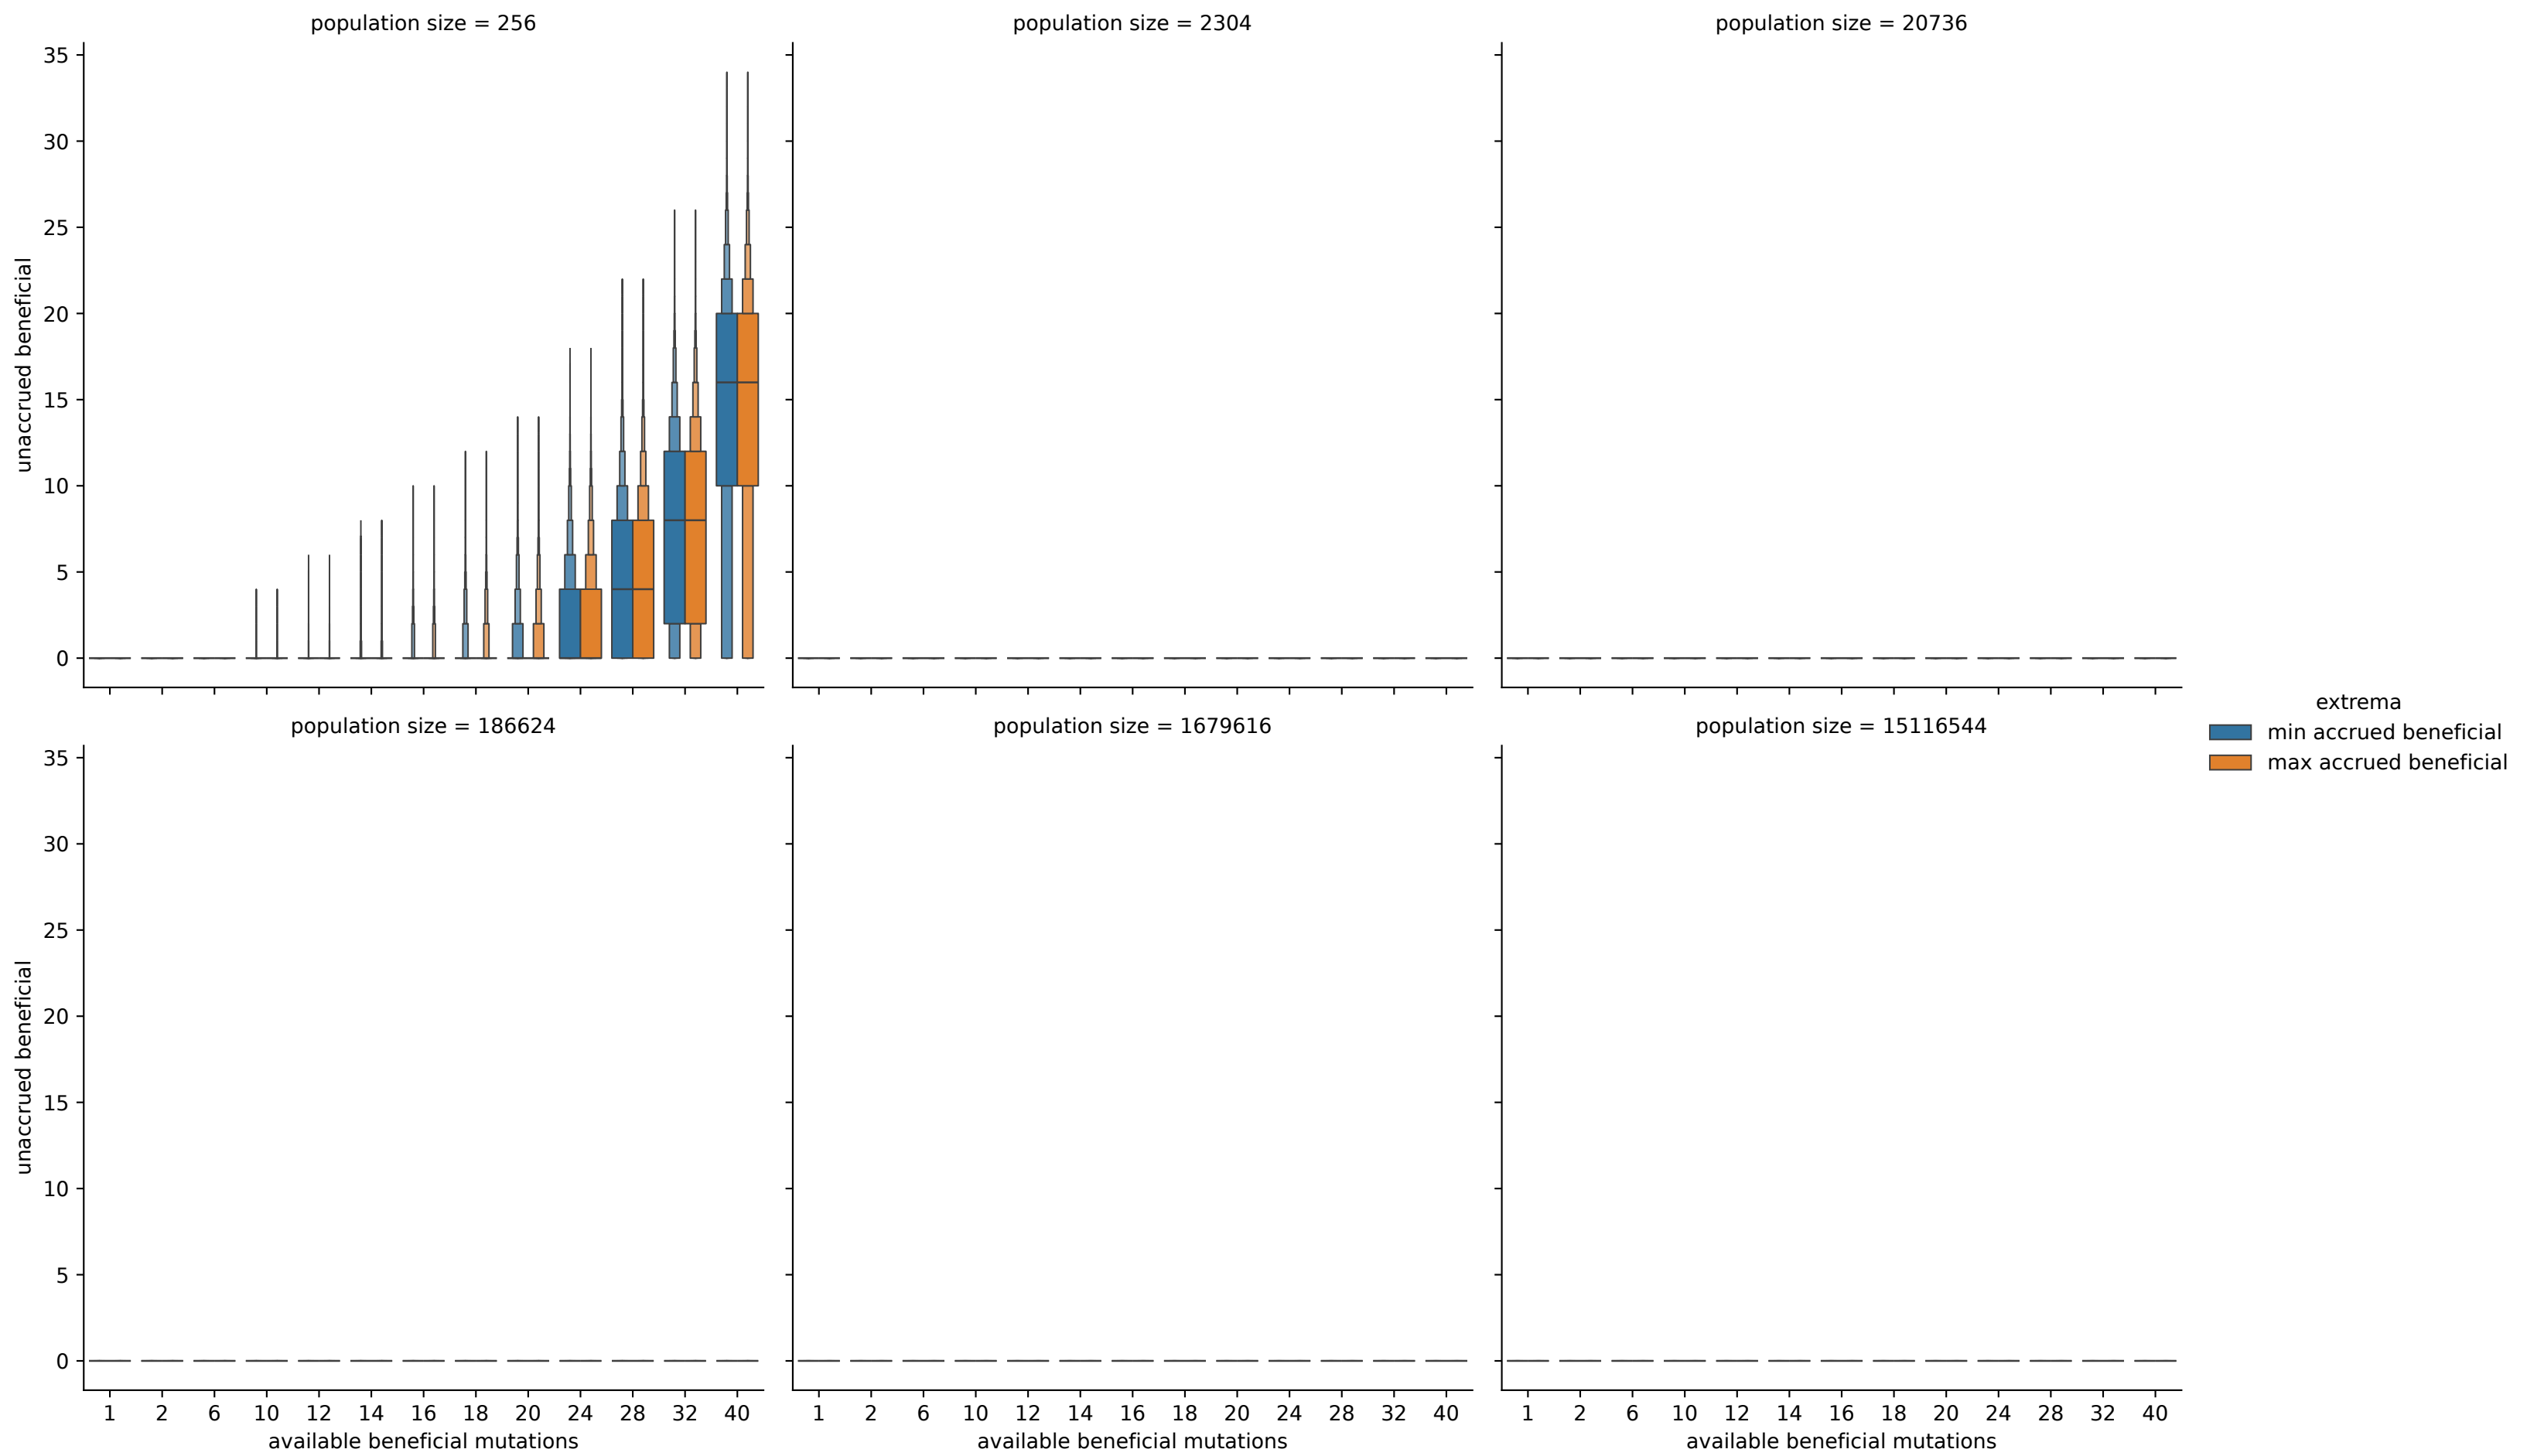 population size = 256
population size = 2304
population size = 20736
35
30
25
20
15
10
5
0
unaccrued beneficial
population size = 186624
population size = 1679616
population size = 15116544
35
30
25
20
15
10
5
0
unaccrued beneficial
1 2 6 10 12 14 16 18 20 24 28 32 40
available beneficial mutations
1 2 6 10 12 14 16 18 20 24 28 32 40
available beneficial mutations
1 2 6 10 12 14 16 18 20 24 28 32 40
available beneficial mutations
extrema
min accrued beneficial
max accrued beneficial